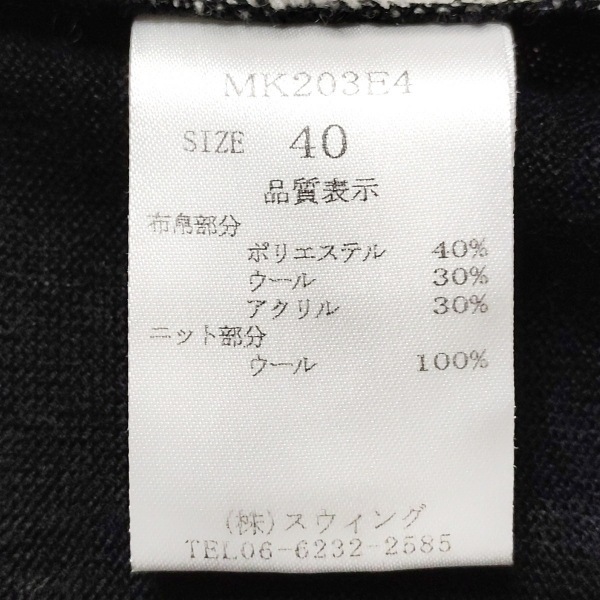 MK203E4
SIZE 40
品質表示
布帛部分
ポリエステル 40%
ウール 30%
アクリル 30%
ニット部分
ウール 100%
(株)スウィング
TEL06-6232-2585